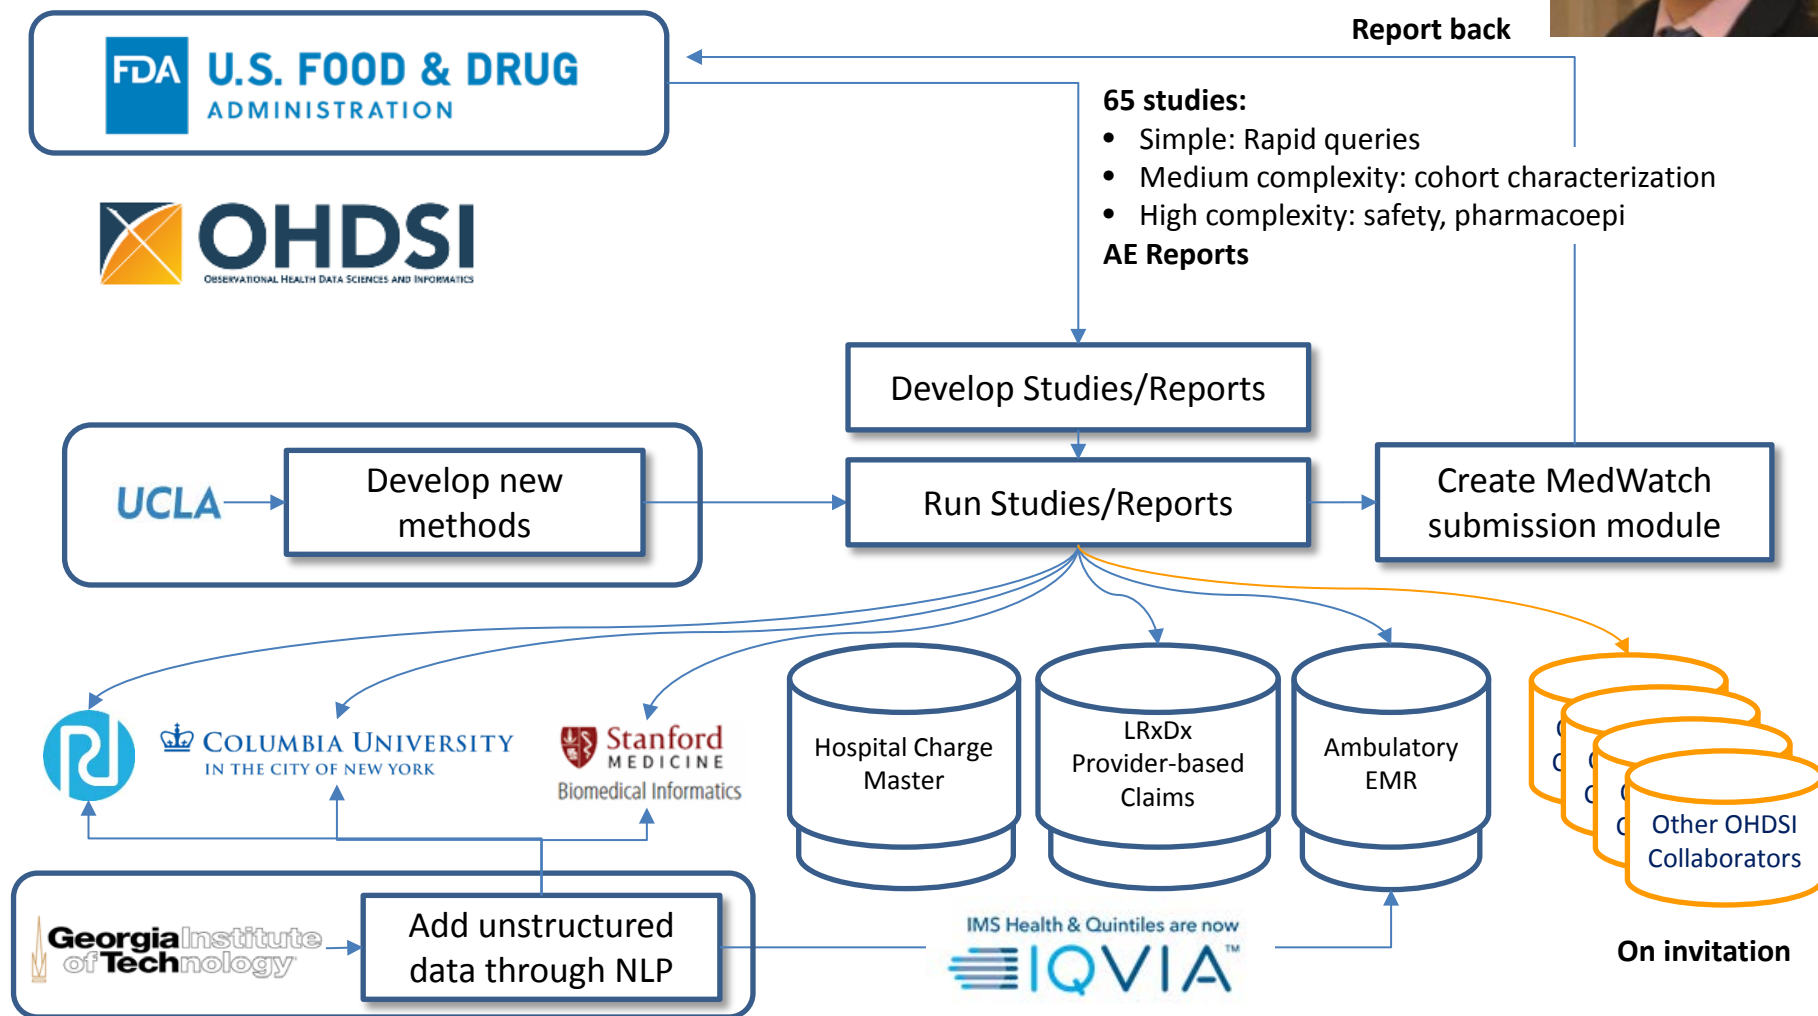 Report back
FDA
U.S. FOOD & DRUG
ADMINISTRATION
65 studies:
• Simple: Rapid queries
• Medium complexity: cohort characterization
• High complexity: safety, pharmacoepi
AE Reports
OHDSI
OBSERVATIONAL HEALTH DATA SCIENCES AND INFORMATICS
Develop Studies/Reports
UCLA
Develop new
methods
Run Studies/Reports
Create MedWatch
submission module
COLUMBIA UNIVERSITY
IN THE CITY OF NEW YORK
Stanford
MEDICINE
Biomedical Informatics
Hospital Charge
Master
LRxDx
Provider-based
Claims
Ambulatory
EMR
Other OHDSI
Collaborators
Georgia Institute
of Technology
Add unstructured
data through NLP
IMS Health & Quintiles are now
IQVIA™
On invitation